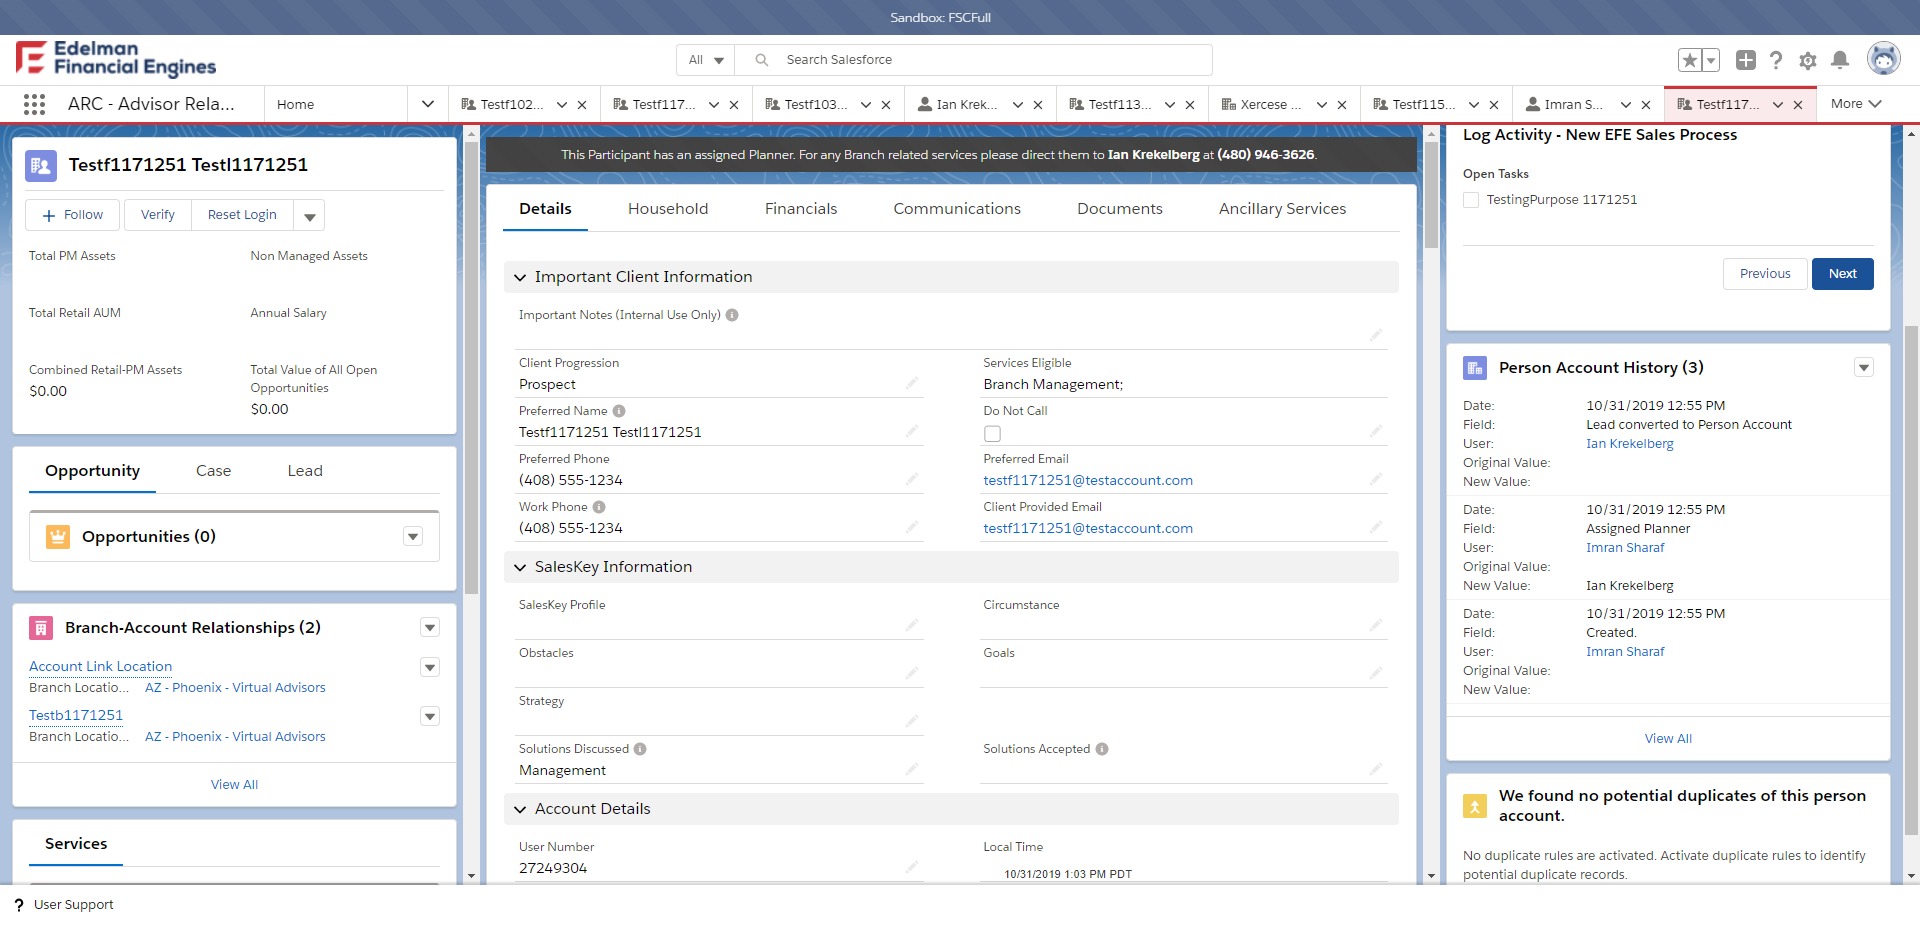 Sandbox: FSCFull
Edelman
Financial Engines
All
Search Salesforce
ARC - Advisor Rela...
Home
Testf102...
Testf117...
Testf103...
Ian Krek...
Testf113...
Xercese ...
Testf115...
Imran S...
Testf117...
More
Testf1171251 Testl1171251
Follow
Verify
Reset Login
Total PM Assets
Non Managed Assets
Total Retail AUM
Annual Salary
Combined Retail-PM Assets
$0.00
Total Value of All Open
Opportunities
$0.00
Opportunity
Case
Lead
Opportunities (0)
Branch-Account Relationships (2)
Account Link Location
Branch Locatio... AZ - Phoenix - Virtual Advisors
Testb1171251
Branch Locatio... AZ - Phoenix - Virtual Advisors
View All
Services
This Participant has an assigned Planner. For any Branch related services please direct them to Ian Krekelberg at (480) 946-3626.
Details
Household
Financials
Communications
Documents
Ancillary Services
Important Client Information
Important Notes (Internal Use Only)
Client Progression
Prospect
Services Eligible
Branch Management;
Preferred Name
Testf1171251 Testl1171251
Do Not Call
Preferred Phone
(408) 555-1234
Preferred Email
testf1171251@testaccount.com
Work Phone
(408) 555-1234
Client Provided Email
testf1171251@testaccount.com
SalesKey Information
SalesKey Profile
Circumstance
Obstacles
Goals
Strategy
Solutions Discussed
Management
Solutions Accepted
Account Details
User Number
27249304
Local Time
10/31/2019 1:03 PM PDT
Log Activity - New EFE Sales Process
Open Tasks
TestingPurpose 1171251
Previous
Next
Person Account History (3)
Date: 10/31/2019 12:55 PM
Field: Lead converted to Person Account
User: Ian Krekelberg
Original Value:
New Value:
Date: 10/31/2019 12:55 PM
Field: Assigned Planner
User: Imran Sharaf
Original Value:
New Value: Ian Krekelberg
Date: 10/31/2019 12:55 PM
Field: Created.
User: Imran Sharaf
Original Value:
New Value:
View All
We found no potential duplicates of this person
account.
No duplicate rules are activated. Activate duplicate rules to identify
potential duplicate records.
? User Support